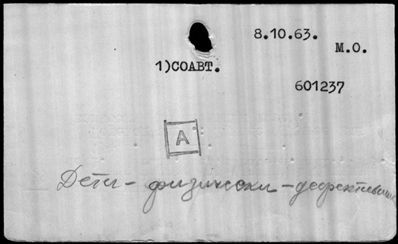 8.10.63.
М.О.
1)СОАВТ.
601237
А
Дети - физически - дефективные